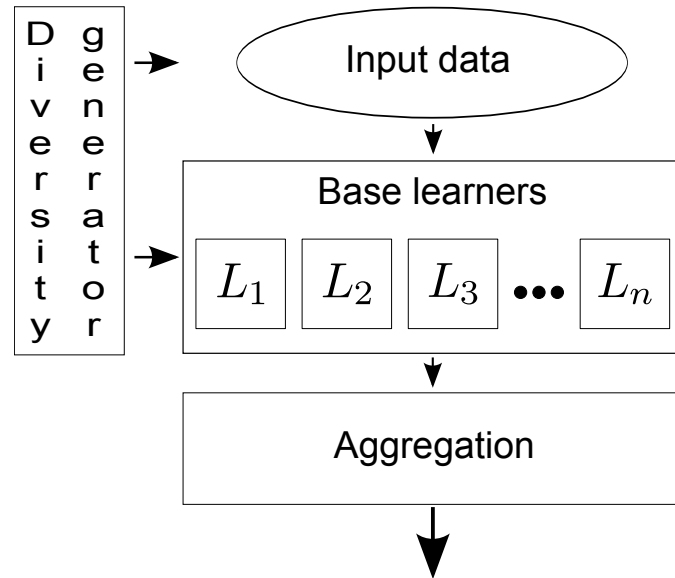 Diversity
generator
Input data
Base learners
L₁ L₂ L₃ ••• Lₙ
Aggregation